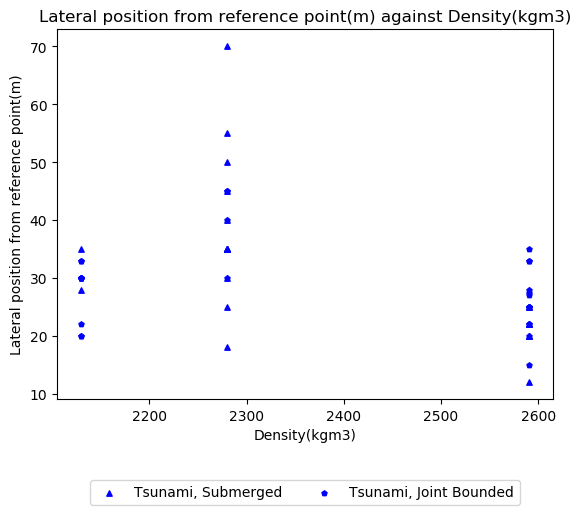 Lateral position from reference point(m) against Density(kgm3)
70
60
50
40
30
20
10
Lateral position from reference point(m)
2200 2300 2400 2500 2600
Density(kgm3)
Tsunami, Submerged Tsunami, Joint Bounded